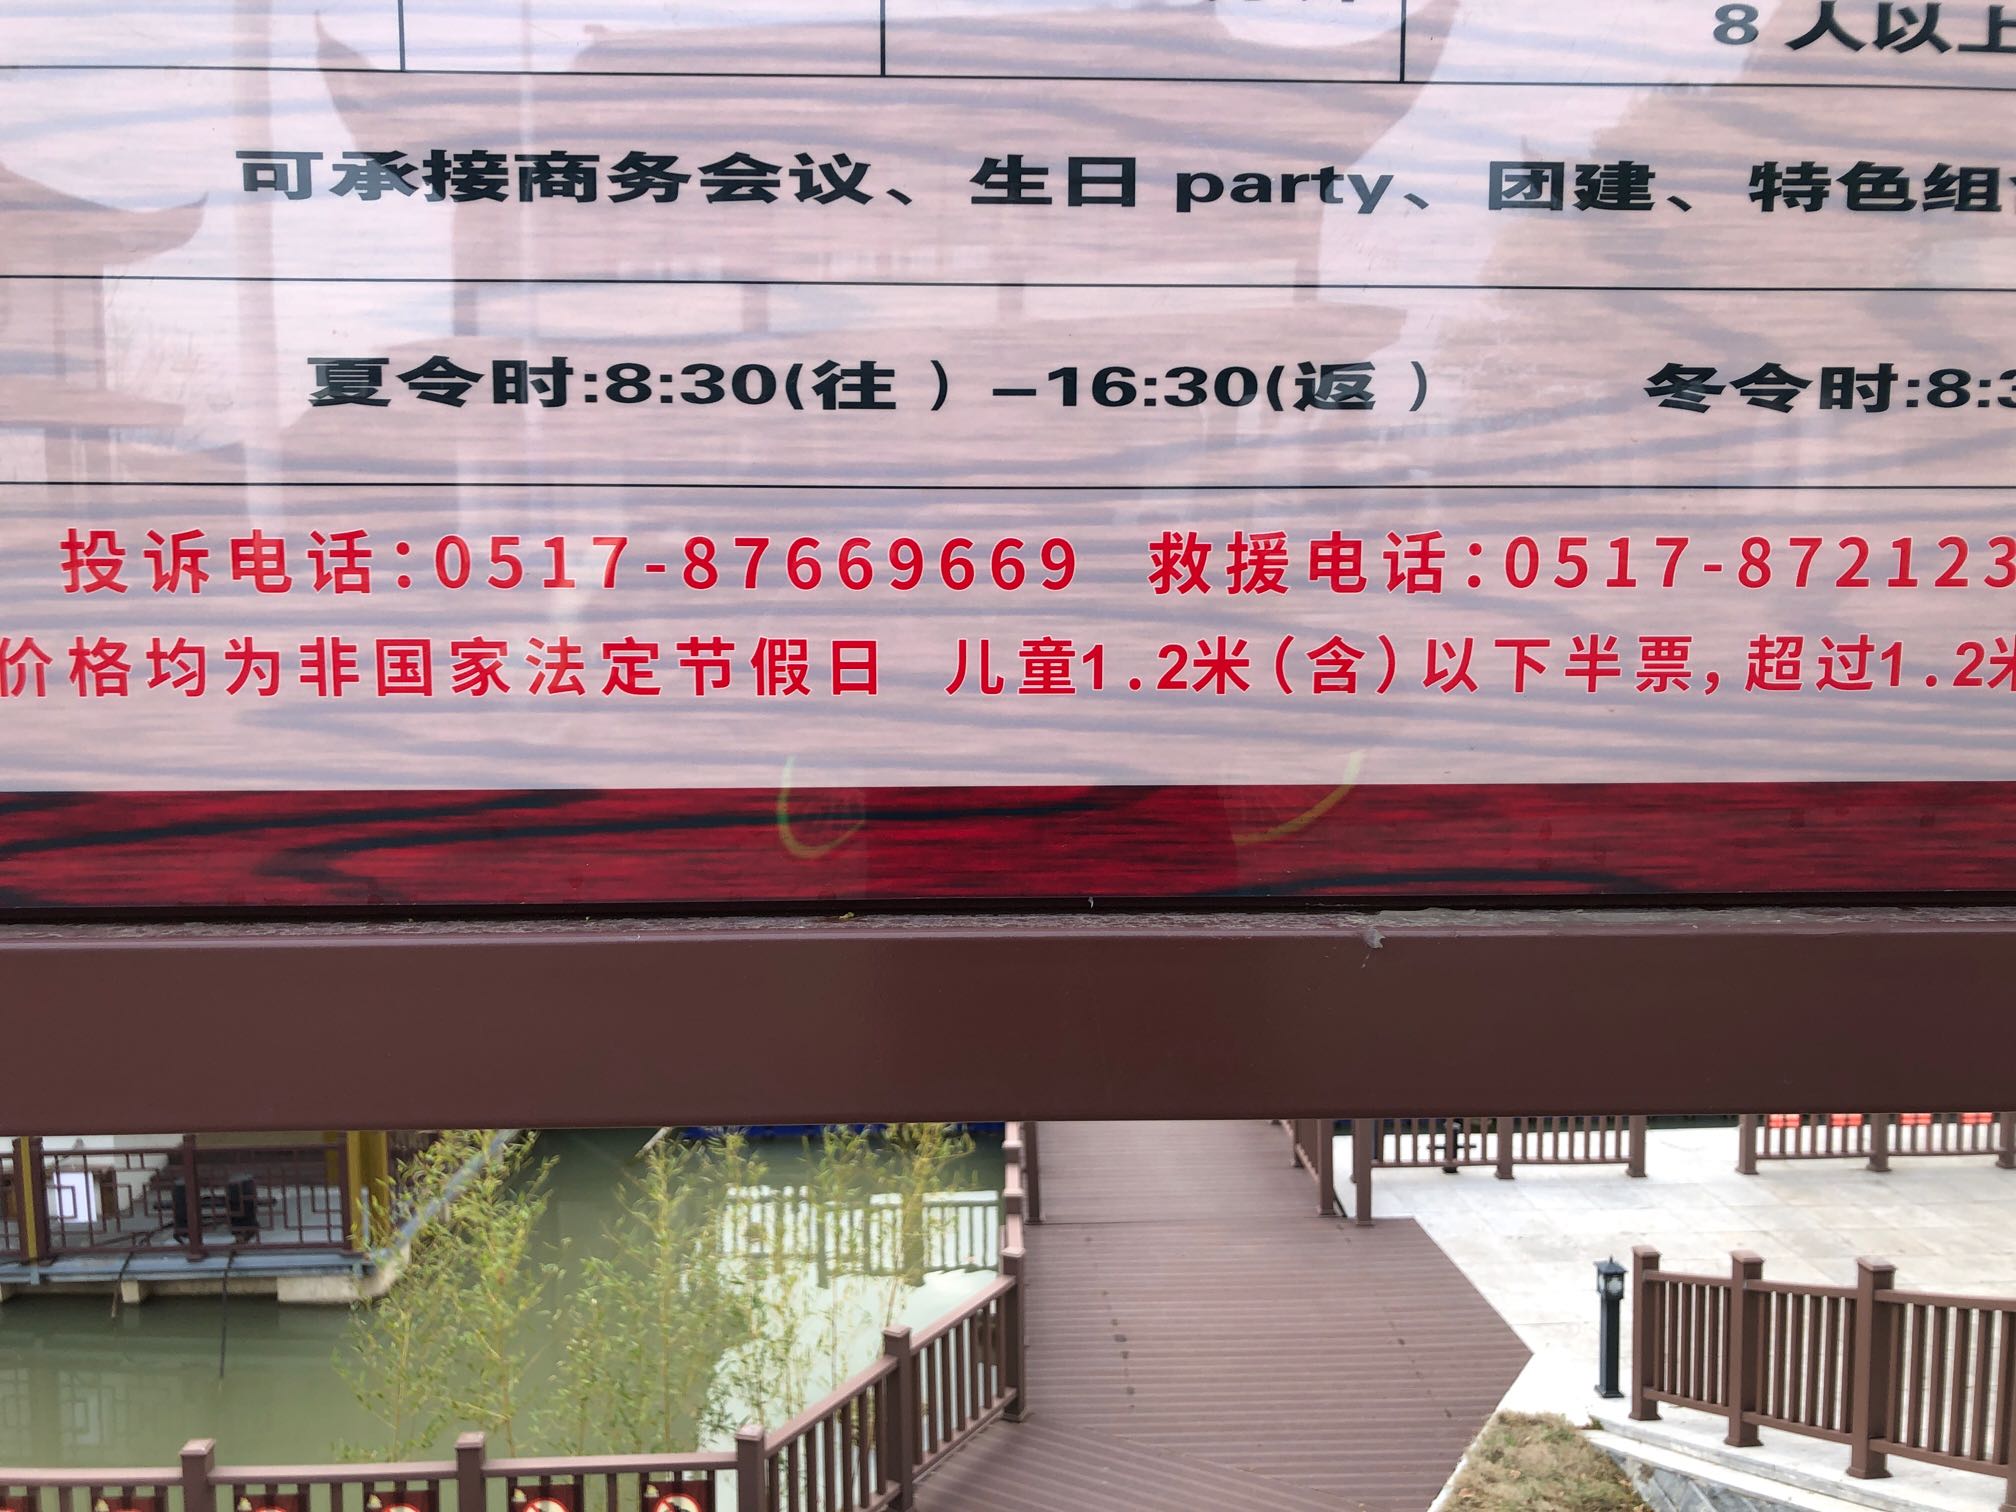 8 人以上
可承接商务会议、生日 party、团建、特色组
夏令时:8:30(往 ) -16:30(返 ) 冬令时:8:3
投诉电话:0517-87669669 救援电话:0517-872123
价格均为非国家法定节假日 儿童1.2米(含)以下半票,超过1.2米